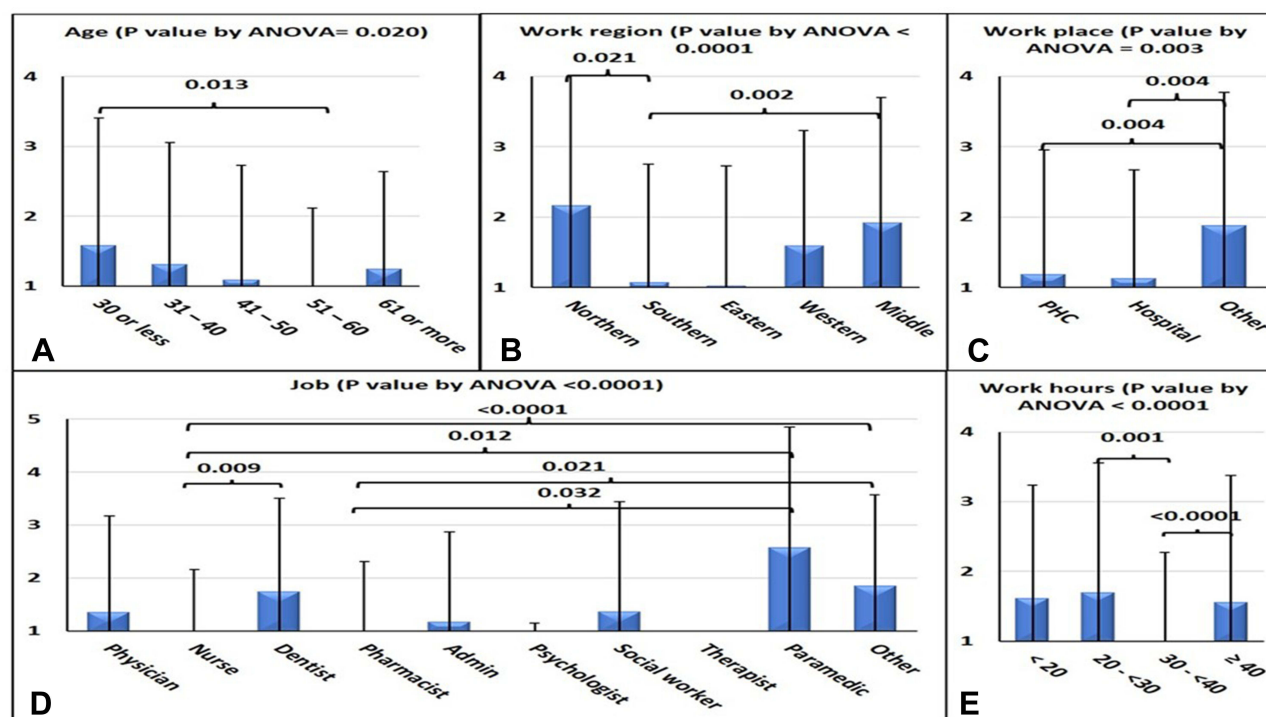 Age (P value by ANOVA= 0.020)
4
0.013
3
2
1
30 or less
31 – 40
41 – 50
51 – 60
61 or more
A
Work region (P value by ANOVA <
0.0001
0.021
4
0.002
3
2
1
Northern
Southern
Eastern
Western
Middle
B
Work place (P value by
ANOVA = 0.003
4
0.004
0.004
3
2
1
PHC
Hospital
Other
C
Job (P value by ANOVA <0.0001)
5
<0.0001
0.012
4
0.009
0.021
0.032
3
2
1
Physician
Nurse
Dentist
Pharmacist
Admin
Psychologist
Social worker
Therapist
Paramedic
Other
D
Work hours (P value by
ANOVA < 0.0001
4
0.001
3
<0.0001
2
1
< 20
20 - <30
30 - <40
≥ 40
E